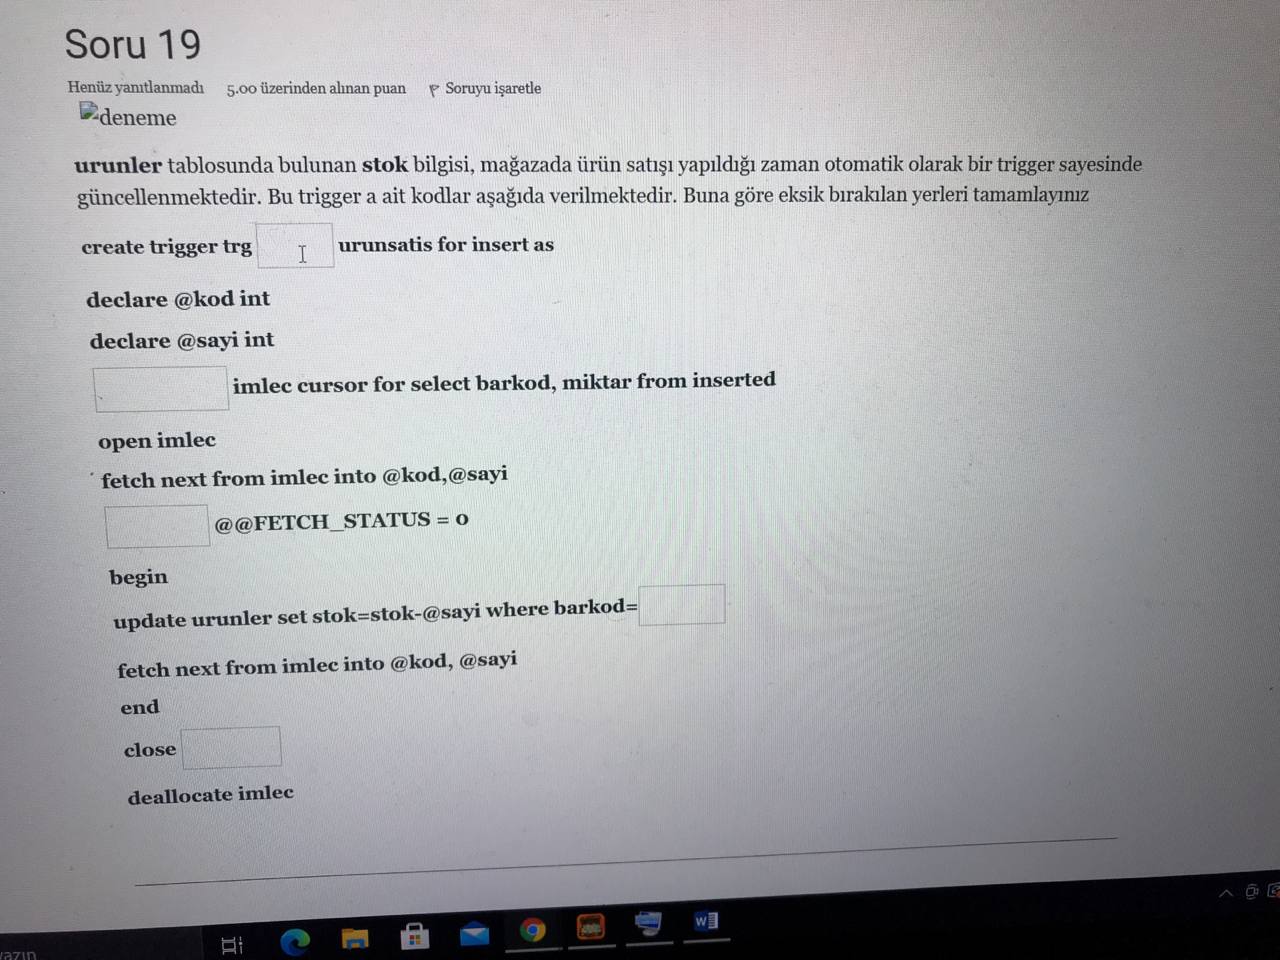 Soru 19
Henüz yanıtlanmadı 5.00 üzerinden alınan puan Soruyu işaretle
deneme
urunler tablosunda bulunan stok bilgisi, mağazada ürün satışı yapıldığı zaman otomatik olarak bir trigger sayesinde
güncellenmektedir. Bu trigger a ait kodlar aşağıda verilmektedir. Buna göre eksik bırakılan yerleri tamamlayınız
create trigger trg urunsatis for insert as
declare @kod int
declare @sayi int
imlec cursor for select barkod, miktar from inserted
open imlec
fetch next from imlec into @kod,@sayi
@@FETCH_STATUS = 0
begin
update urunler set stok=stok-@sayi where barkod=
fetch next from imlec into @kod, @sayi
end
close
deallocate imlec